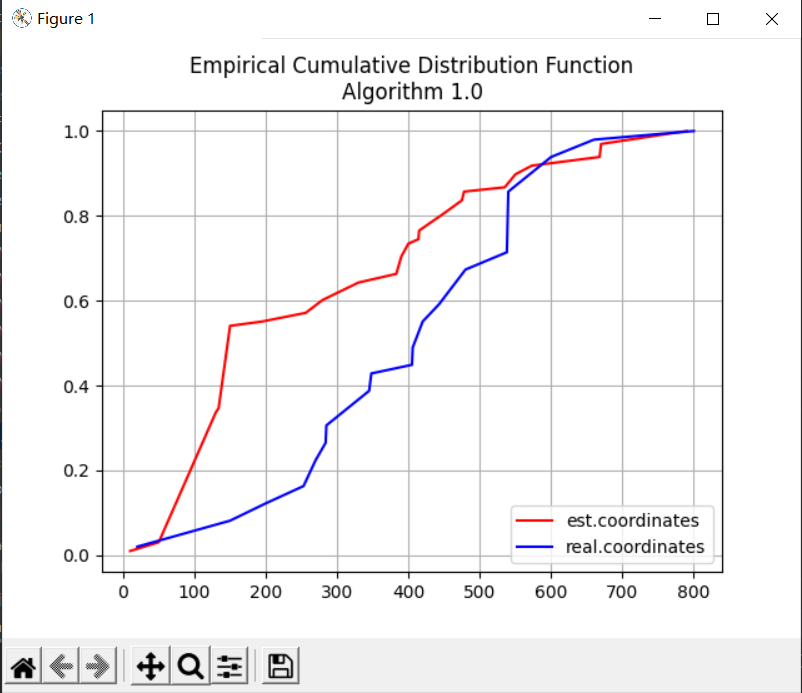 Figure 1
Empirical Cumulative Distribution Function
Algorithm 1.0
1.0
0.8
0.6
0.4
0.2
0.0
0 100 200 300 400 500 600 700 800
est.coordinates
real.coordinates